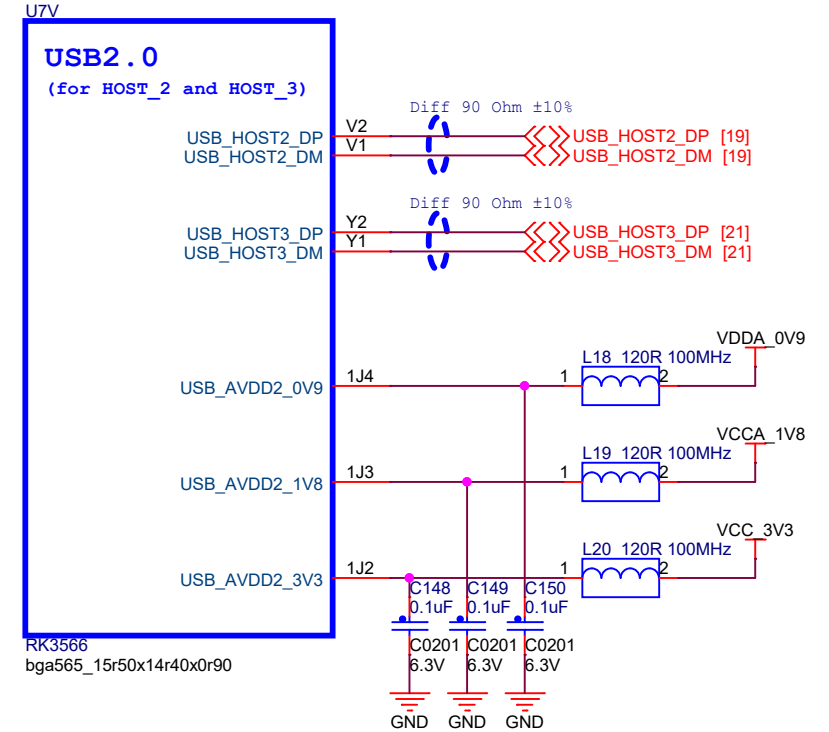 U7V
USB2.0
(for HOST_2 and HOST_3)
Diff 90 Ohm ±10%
USB_HOST2_DP V2 USB_HOST2_DP [19]
USB_HOST2_DM V1 USB_HOST2_DM [19]
Diff 90 Ohm ±10%
USB_HOST3_DP Y2 USB_HOST3_DP [21]
USB_HOST3_DM Y1 USB_HOST3_DM [21]
VDDA_0V9
L18 120R 100MHz
USB_AVDD2_0V9 1J4 1 2
VCCA_1V8
L19 120R 100MHz
USB_AVDD2_1V8 1J3 1 2
VCC_3V3
L20 120R 100MHz
USB_AVDD2_3V3 1J2 1 2
C148 C149 C150
0.1uF 0.1uF 0.1uF
RK3566 C0201 C0201 C0201
bga565_15r50x14r40x0r90 6.3V 6.3V 6.3V
GND GND GND